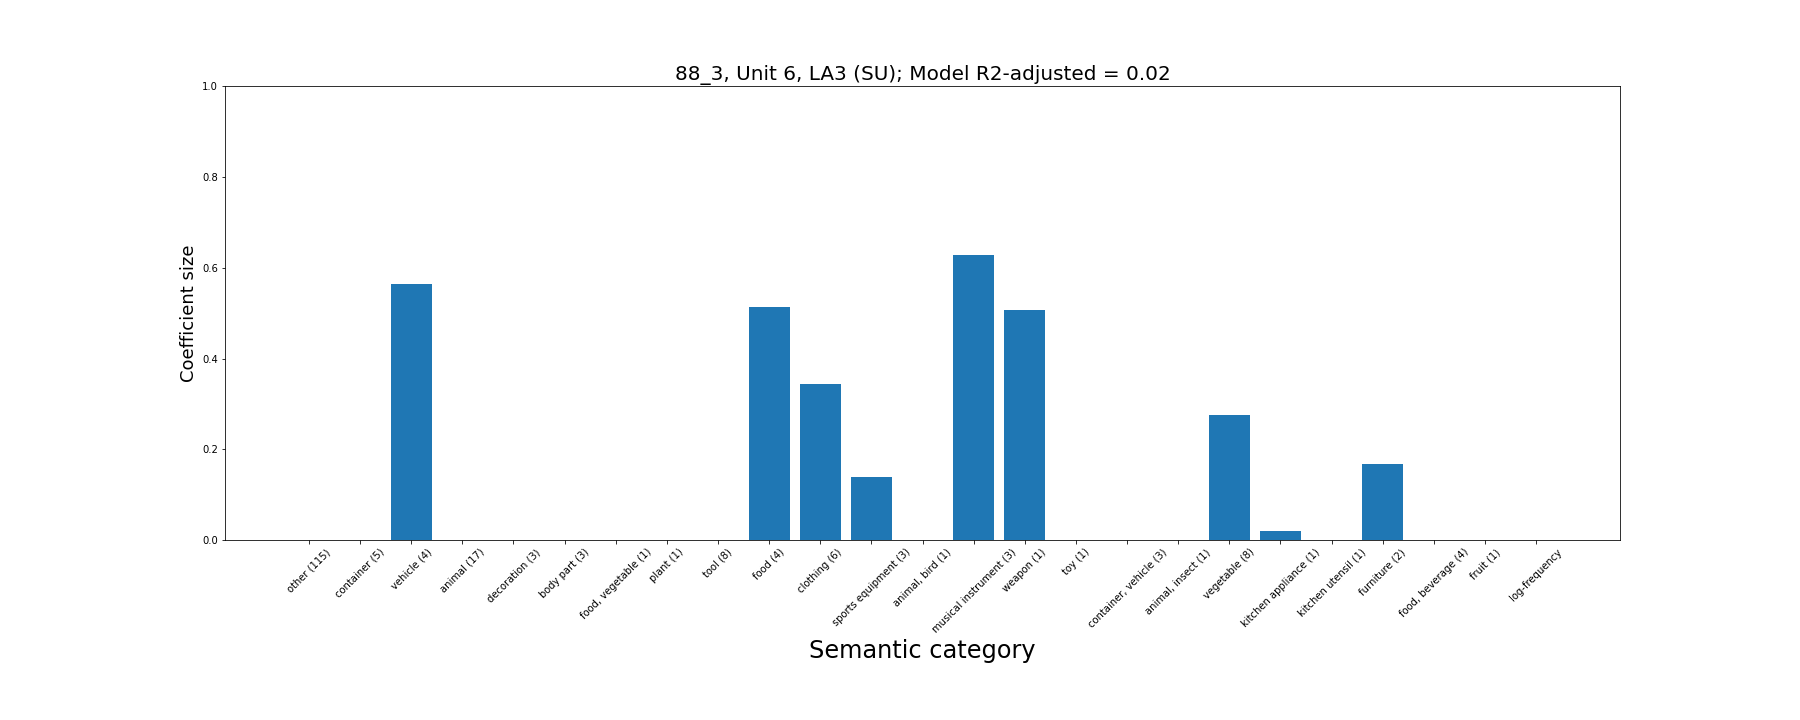 88_3, Unit 6, LA3 (SU); Model R2-adjusted = 0.02
1.0
0.8
0.6
0.4
0.2
0.0
Coefficient size
other (115)
container (5)
vehicle (4)
animal (17)
decoration (3)
body part (3)
food, vegetable (1)
plant (1)
tool (8)
food (4)
clothing (6)
sports equipment (3)
animal, bird (1)
musical instrument (3)
weapon (1)
toy (1)
container, vehicle (3)
animal, insect (1)
vegetable (8)
kitchen appliance (1)
kitchen utensil (1)
furniture (2)
food, beverage (4)
fruit (1)
log-frequency
Semantic category